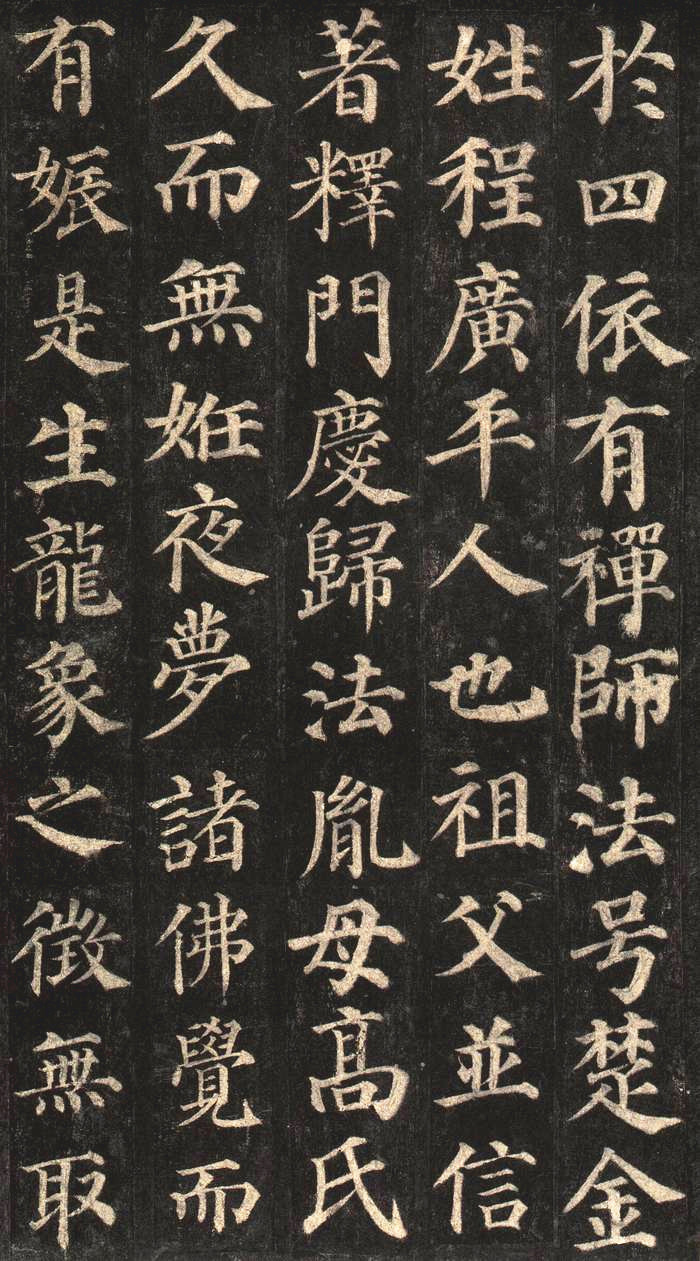 於四依有禪師法号楚金
姓程廣平人也祖父並信
著釋門慶歸法胤母高氏
久而無姙夜夢諸佛覺而
有娠是生龍象之徵無取